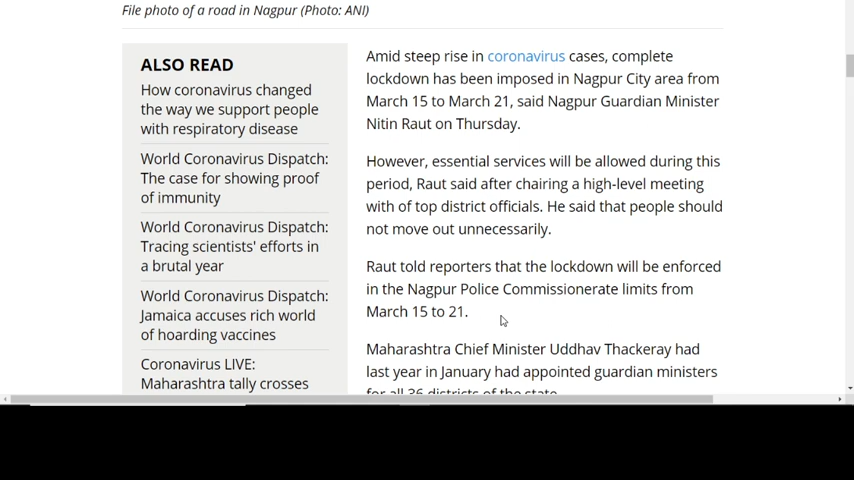 File photo of a road in Nagpur (Photo: ANI)
ALSO READ
How coronavirus changed
the way we support people
with respiratory disease
World Coronavirus Dispatch:
The case for showing proof
of immunity
World Coronavirus Dispatch:
Tracing scientists' efforts in
a brutal year
World Coronavirus Dispatch:
Jamaica accuses rich world
of hoarding vaccines
Coronavirus LIVE:
Maharashtra tally crosses
Amid steep rise in coronavirus cases, complete
lockdown has been imposed in Nagpur City area from
March 15 to March 21, said Nagpur Guardian Minister
Nitin Raut on Thursday.
However, essential services will be allowed during this
period, Raut said after chairing a high-level meeting
with of top district officials. He said that people should
not move out unnecessarily.
Raut told reporters that the lockdown will be enforced
in the Nagpur Police Commissionerate limits from
March 15 to 21.
Maharashtra Chief Minister Uddhav Thackeray had
last year in January had appointed guardian ministers
for all 36 districts of the state